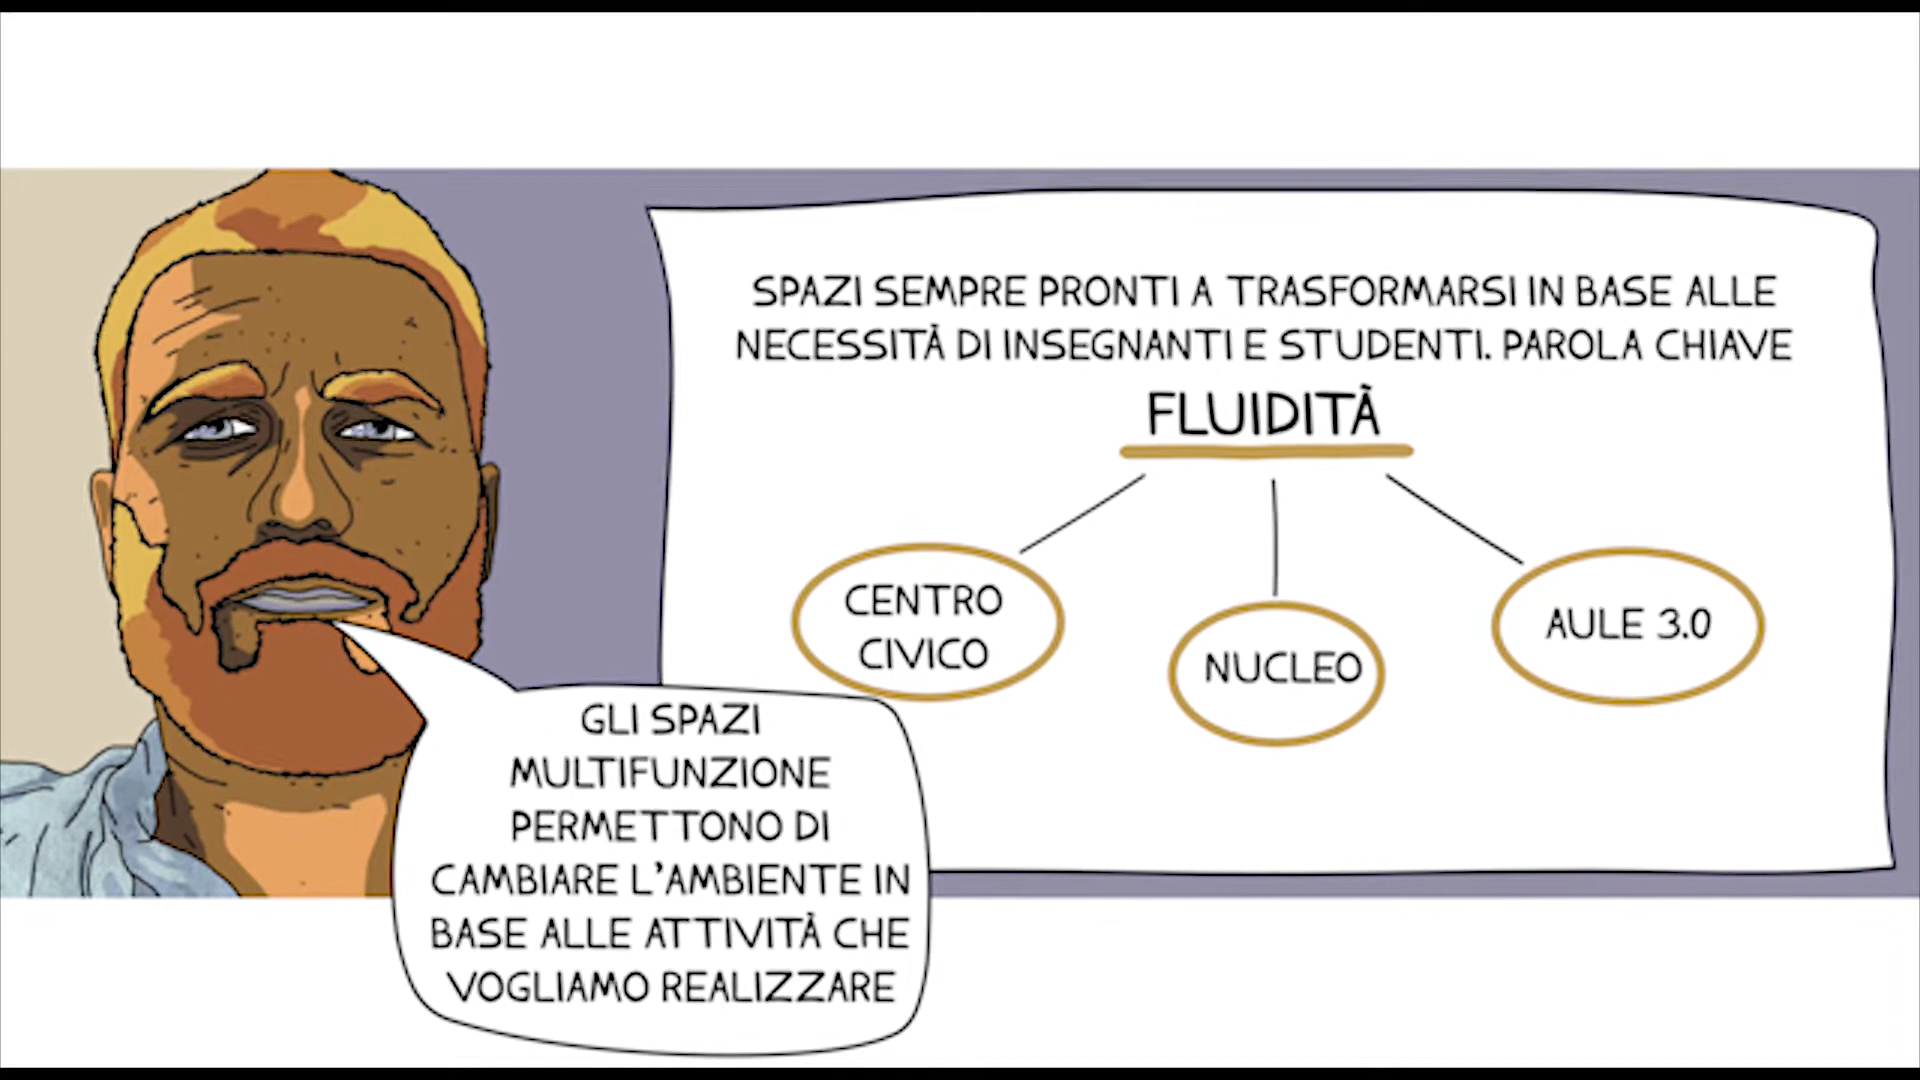 SPAZI SEMPRE PRONTI A TRASFORMARSI IN BASE ALLE
NECESSITÀ DI INSEGNANTI E STUDENTI. PAROLA CHIAVE
FLUIDITÀ
CENTRO
CIVICO
NUCLEO
AULE 3.0
GLI SPAZI
MULTIFUNZIONE
PERMETTONO DI
CAMBIARE L'AMBIENTE IN
BASE ALLE ATTIVITÀ CHE
VOGLIAMO REALIZZARE